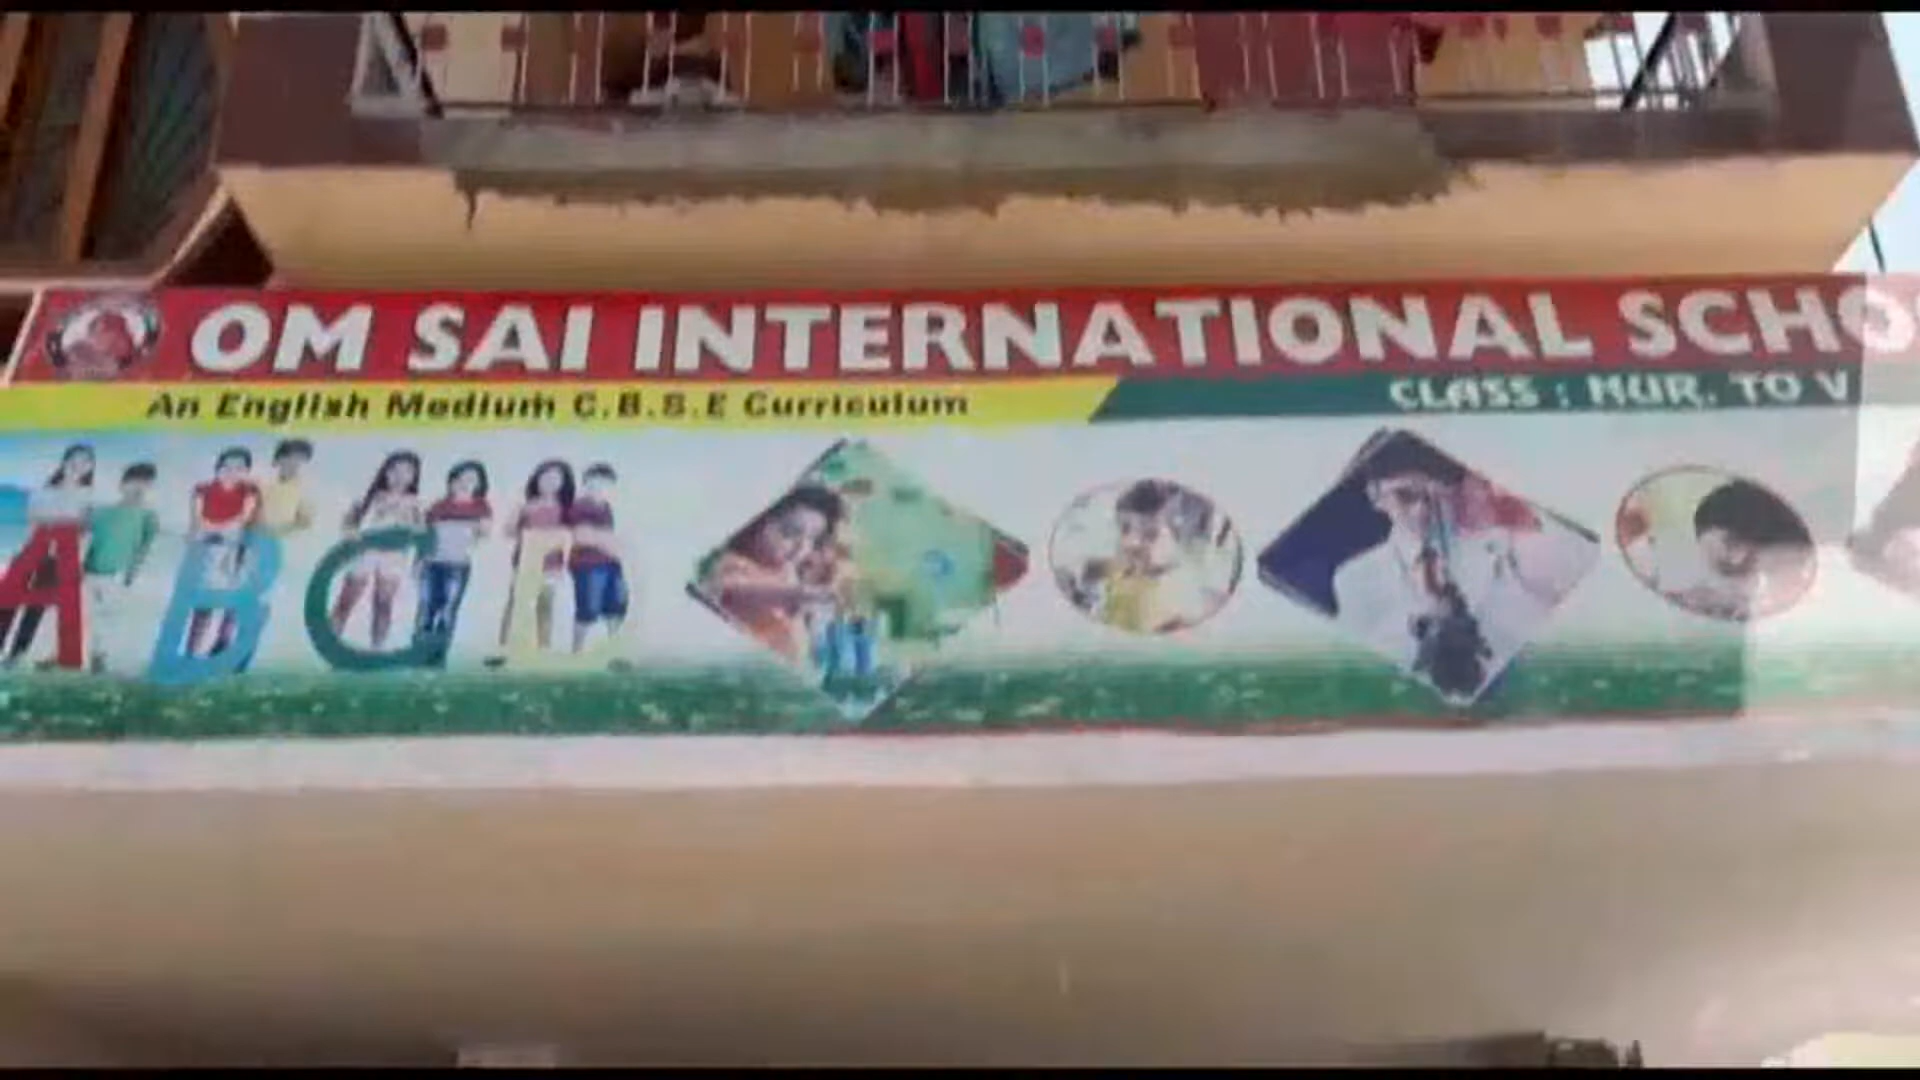 OM SAI INTERNATIONAL SCHO
An English Medium C.B.S.E Curriculum
CLASS : NUR. TO V
A B C D